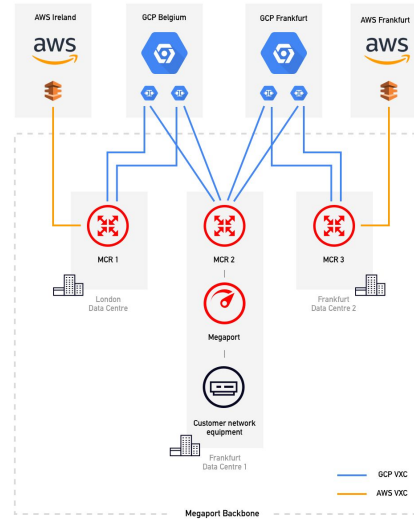 AWS Ireland
GCP Belgium
GCP Frankfurt
AWS Frankfurt
aws
aws
MCR 1
MCR 2
MCR 3
London
Data Centre
Frankfurt
Data Centre 2
Megaport
Customer network
equipment
Frankfurt
Data Centre 1
GCP VXC
AWS VXC
Megaport Backbone